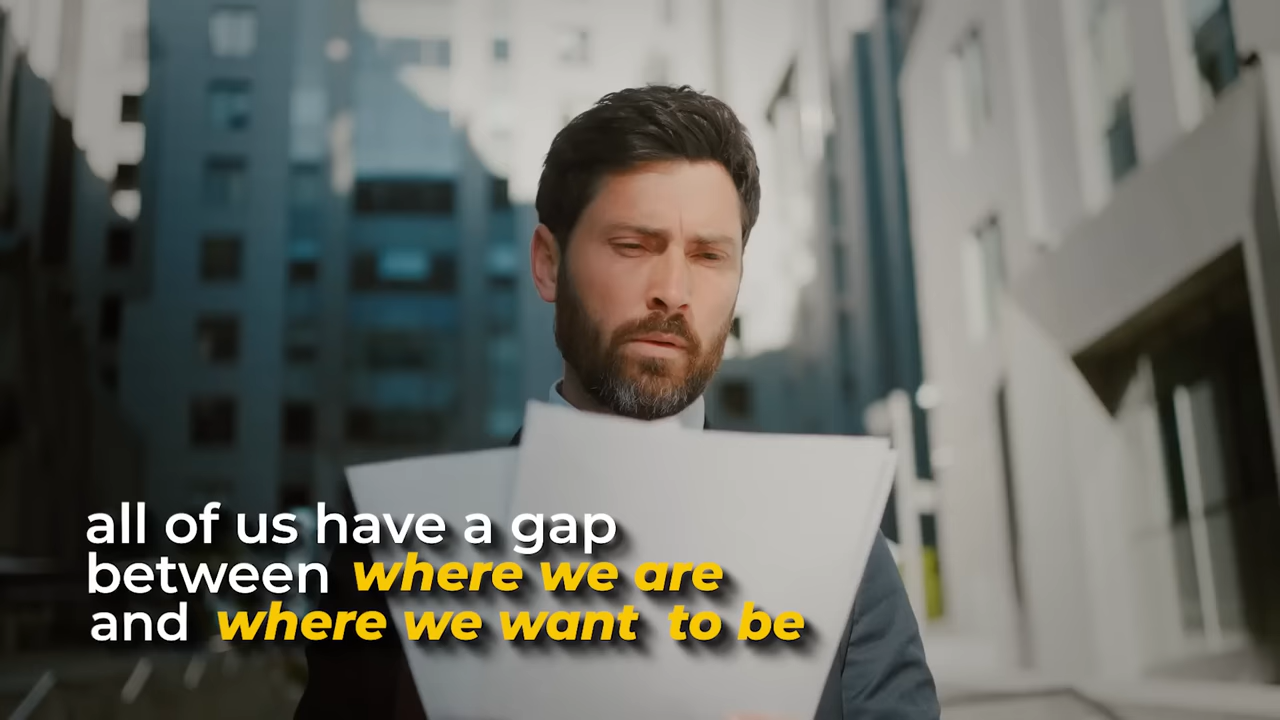 all of us have a gap
between where we are
and where we want to be